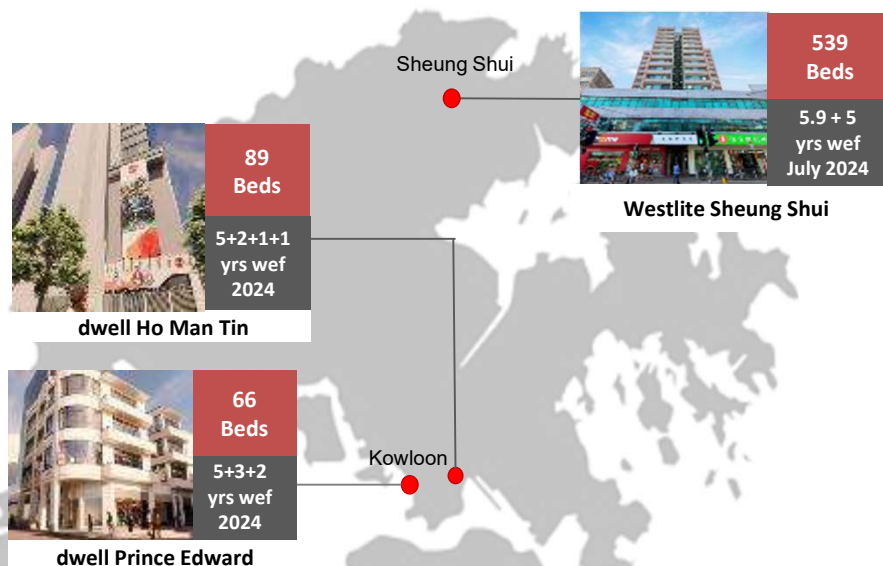 Sheung Shui
539
Beds
5.9 + 5
yrs wef
July 2024
Westlite Sheung Shui
89
Beds
5+2+1+1
yrs wef
2024
dwell Ho Man Tin
66
Beds
5+3+2
yrs wef
2024
dwell Prince Edward
Kowloon